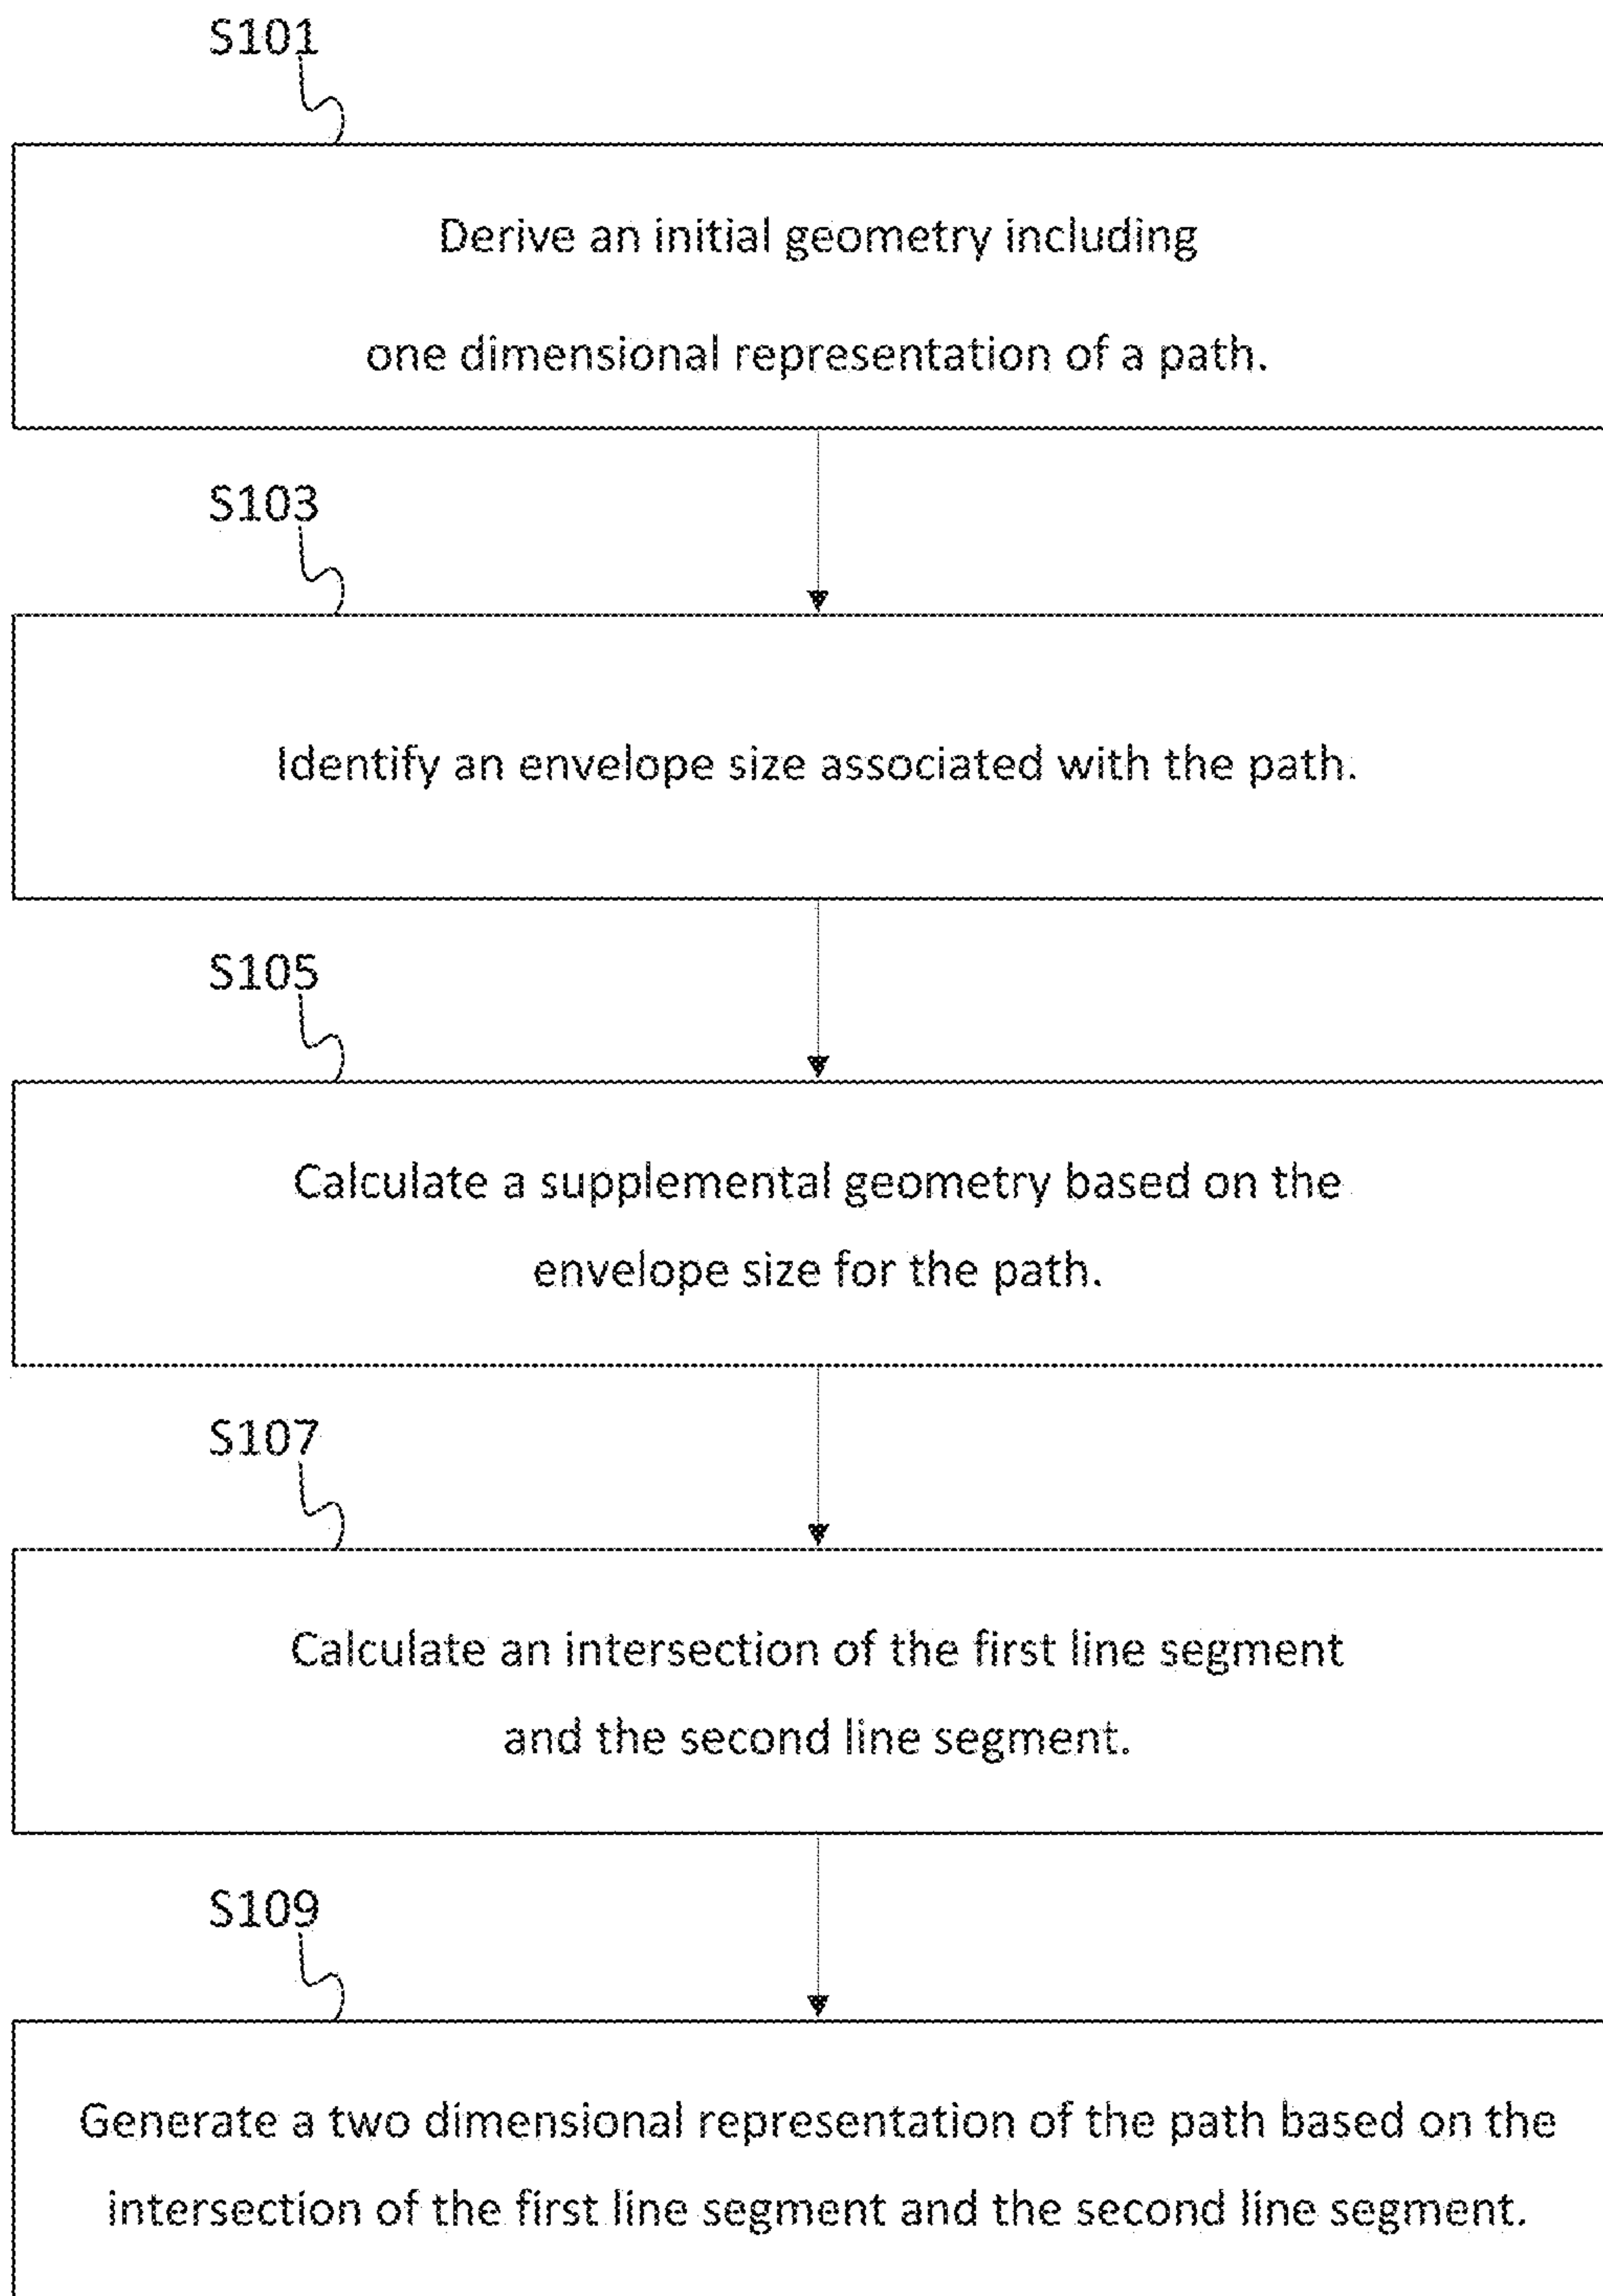 S101
Derive an initial geometry including
one dimensional representation of a path.
S103
Identify an envelope size associated with the path.
S105
Calculate a supplemental geometry based on the
envelope size for the path.
S107
Calculate an intersection of the first line segment
and the second line segment.
S109
Generate a two dimensional representation of the path based on the
intersection of the first line segment and the second line segment.